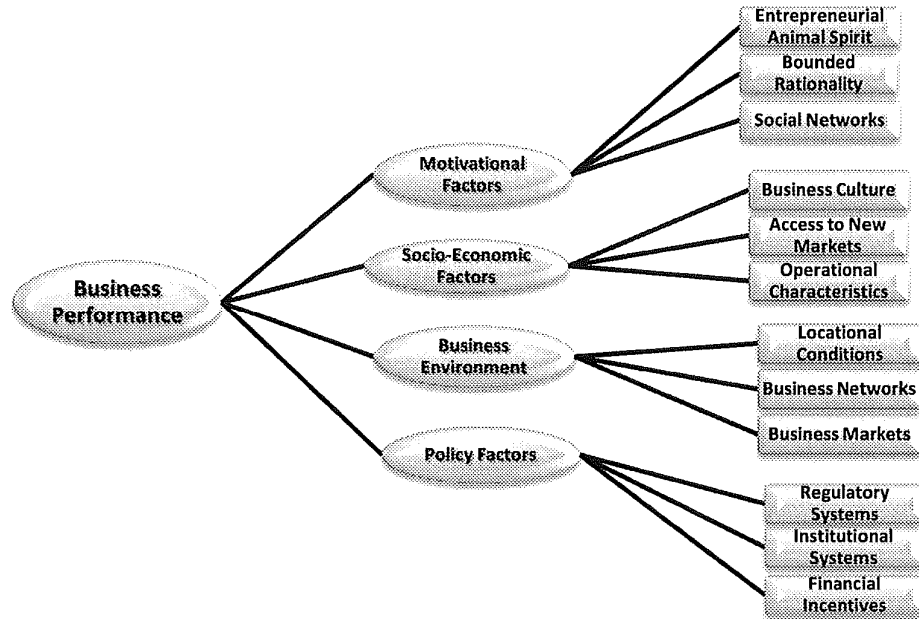 Business
Performance
Motivational
Factors
Socio-Economic
Factors
Business
Environment
Policy Factors
Entrepreneurial
Animal Spirit
Bounded
Rationality
Social Networks
Business Culture
Access to New
Markets
Operational
Characteristics
Locational
Conditions
Business Networks
Business Markets
Regulatory
Systems
Institutional
Systems
Financial
Incentives